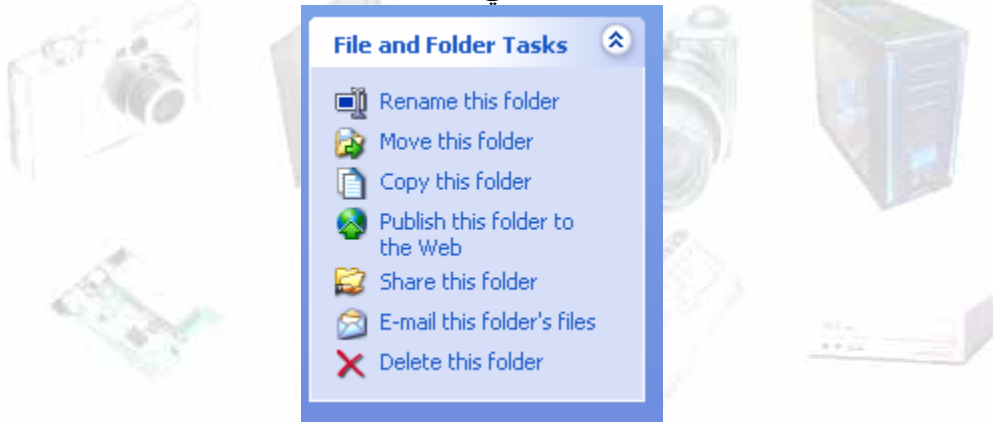 File and Folder Tasks
Rename this folder
Move this folder
Copy this folder
Publish this folder to
the Web
Share this folder
E-mail this folder's files
Delete this folder